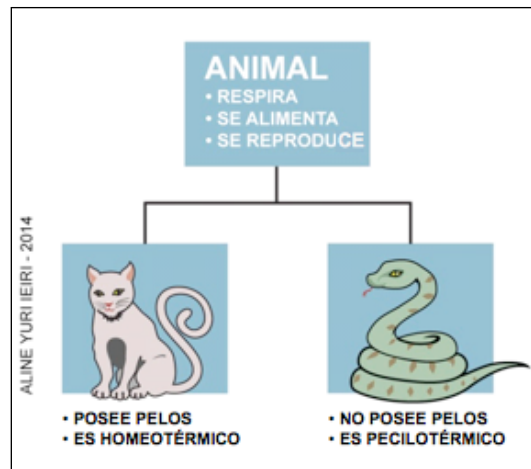 ANIMAL
• RESPIRA
• SE ALIMENTA
• SE REPRODUCE
ALINE YURI IEIRI - 2014
• POSEE PELOS
• ES HOMEOTÉRMICO
• NO POSEE PELOS
• ES PECILOTÉRMICO